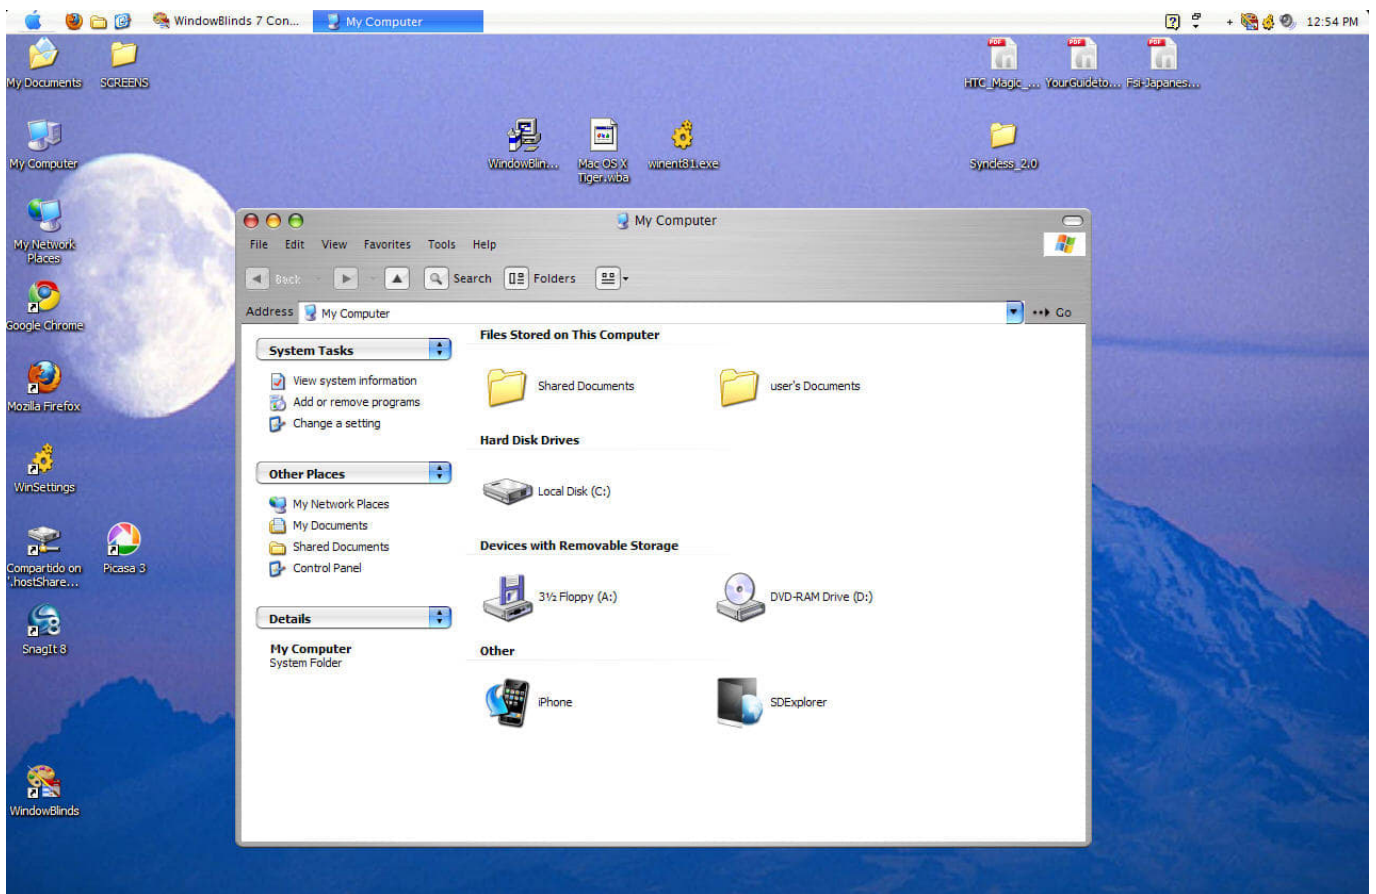 WindowBlinds 7 Con...
My Computer
12:54 PM
My Documents
SCREENS
PDF
PDF
PDF
HTC_Magic_...
YourGuideto...
Fsi-Japanes...
My Computer
WindowBlin...
Mac OS X
Tiger.wba
winent81.exe
Syncless_2.0
My Network
Places
Google Chrome
Mozilla Firefox
WinSettings
Compartido on
'.hostShare...
Picasa 3
SnagIt 8
WindowBlinds
My Computer
File Edit View Favorites Tools Help
Back Search Folders
Address My Computer Go
System Tasks
View system information
Add or remove programs
Change a setting
Other Places
My Network Places
My Documents
Shared Documents
Control Panel
Details
My Computer
System Folder
Files Stored on This Computer
Shared Documents
user's Documents
Hard Disk Drives
Local Disk (C:)
Devices with Removable Storage
3½ Floppy (A:)
DVD-RAM Drive (D:)
Other
iPhone
SDExplorer